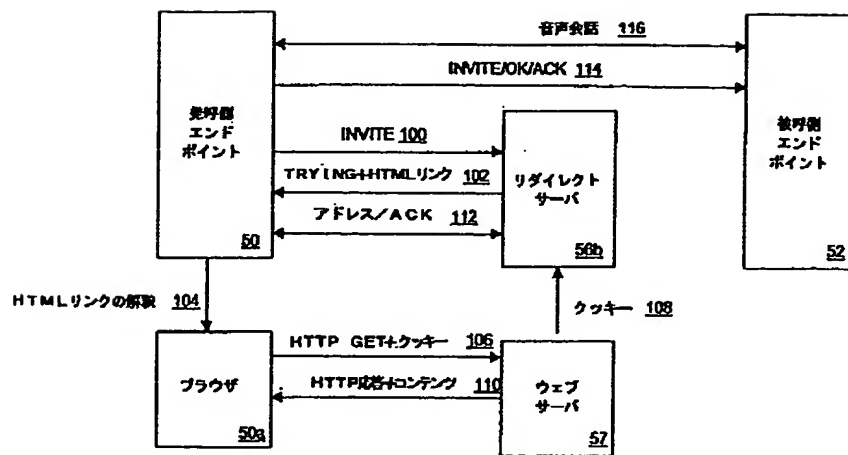 音声会話 116
INVITE/OK/ACK 114
発呼側
エンド
ポイント
50
INVITE 100
TRYING+HTMLリンク 102
アドレス/ACK 112
リダイレクト
サーバ
56b
被呼側
エンド
ポイント
52
HTMLリンクの解釈 104
クッキー 108
ブラウザ
50a
HTTP GET+クッキー 106
HTTP応答+コンテンツ 110
ウェブ
サーバ
57